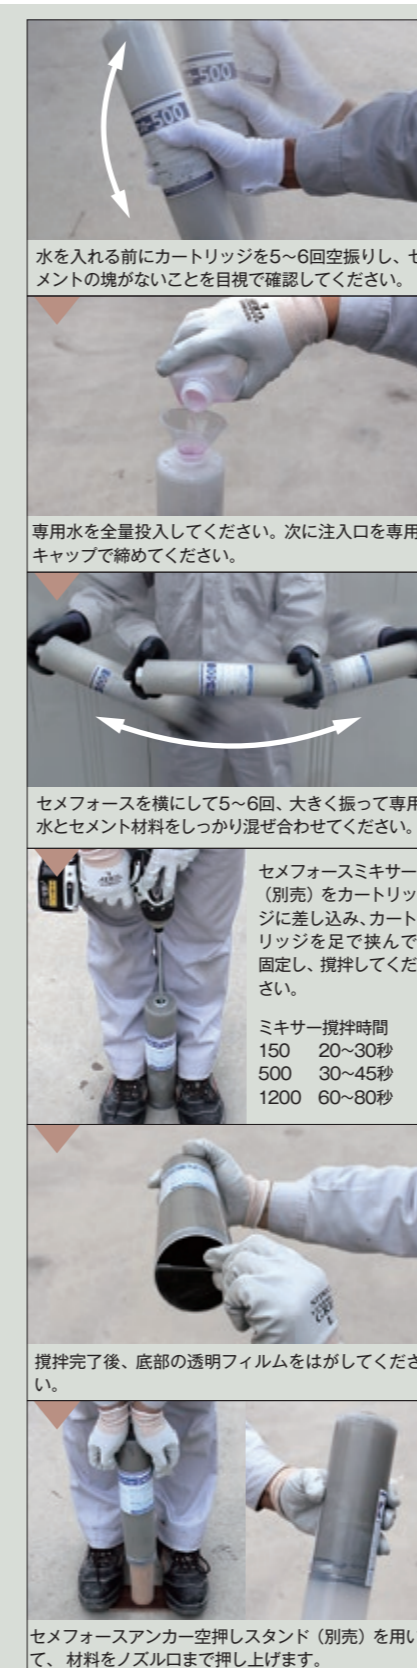 -500
-500
水を入れる前にカートリッジを5〜6回空振りし、セ
メントの塊がないことを目視で確認してください。
専用水を全量投入してください。次に注入口を専用
キャップで締めてください。
セメフォースを横にして5〜6回、大きく振って専用
水とセメント材料をしっかり混ぜ合わせてください。
セメフォースミキサー
（別売）をカートリッ
ジに差し込み、カート
リッジを足で挟んで
固定し、撹拌してくだ
さい。
ミキサー撹拌時間
150 20〜30秒
500 30〜45秒
1200 60〜80秒
撹拌完了後、底部の透明フィルムをはがしてくださ
い。
セメフォースアンカー空押しスタンド（別売）を用い
て、材料をノズル口まで押し上げます。